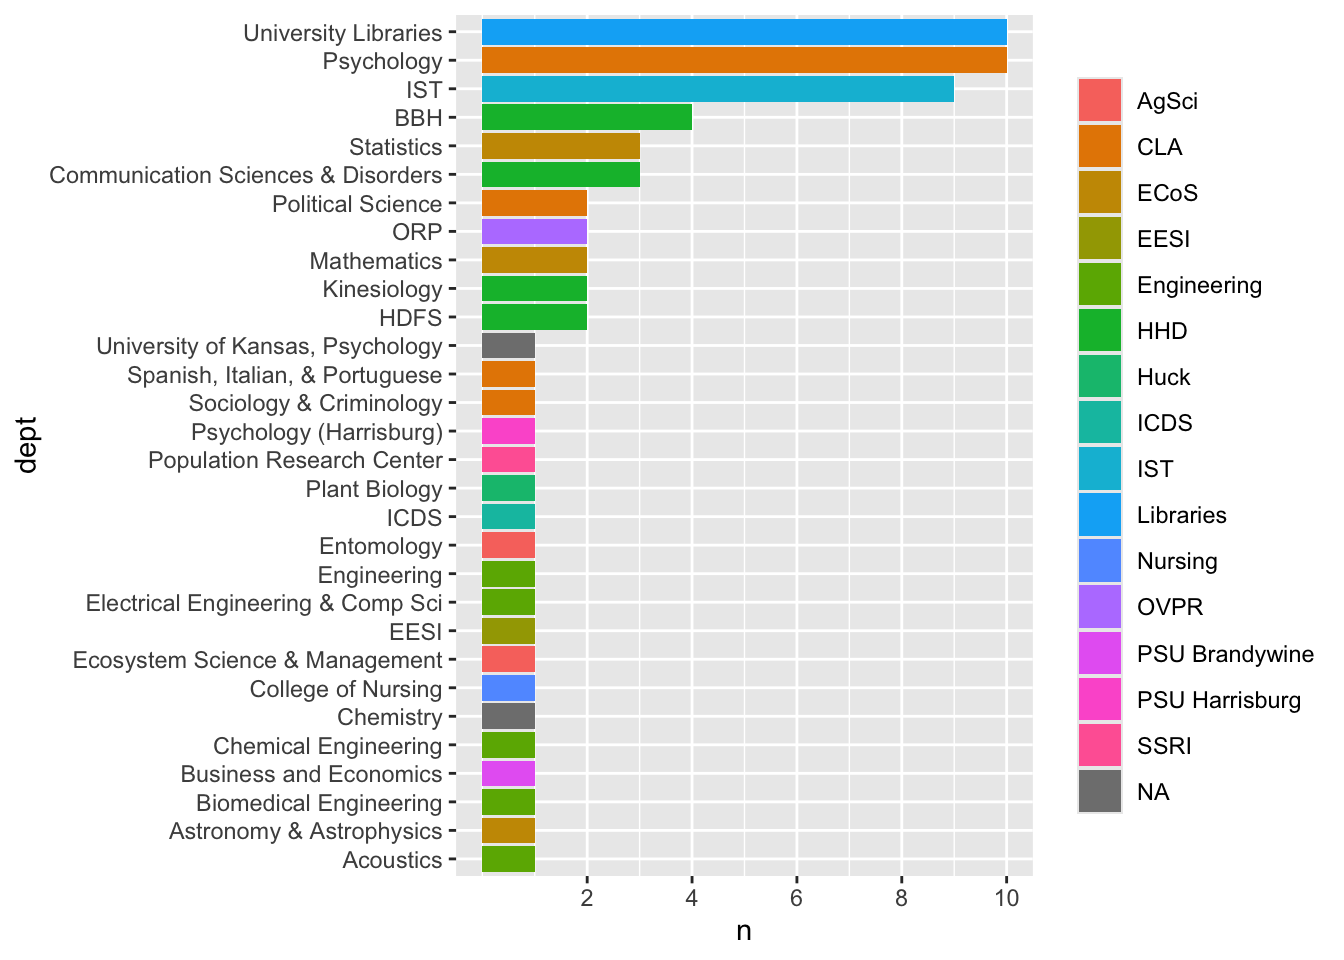 University Libraries
Psychology
IST
BBH
Statistics
Communication Sciences & Disorders
Political Science
ORP
Mathematics
Kinesiology
HDFS
University of Kansas, Psychology
Spanish, Italian, & Portuguese
Sociology & Criminology
Psychology (Harrisburg)
Population Research Center
Plant Biology
ICDS
Entomology
Engineering
Electrical Engineering & Comp Sci
EESI
Ecosystem Science & Management
College of Nursing
Chemistry
Chemical Engineering
Business and Economics
Biomedical Engineering
Astronomy & Astrophysics
Acoustics
dept
2 4 6 8 10
n
AgSci
CLA
ECoS
EESI
Engineering
HHD
Huck
ICDS
IST
Libraries
Nursing
OVPR
PSU Brandywine
PSU Harrisburg
SSRI
NA